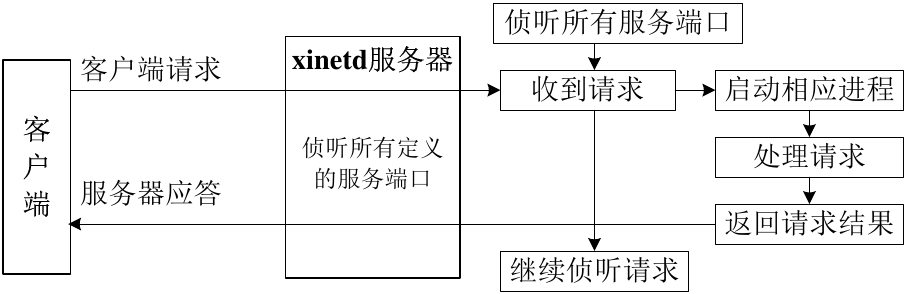 侦听所有服务端口
客户端请求
xinetd服务器
收到请求
启动相应进程
客户端
侦听所有定义
的服务端口
处理请求
服务器应答
返回请求结果
继续侦听请求